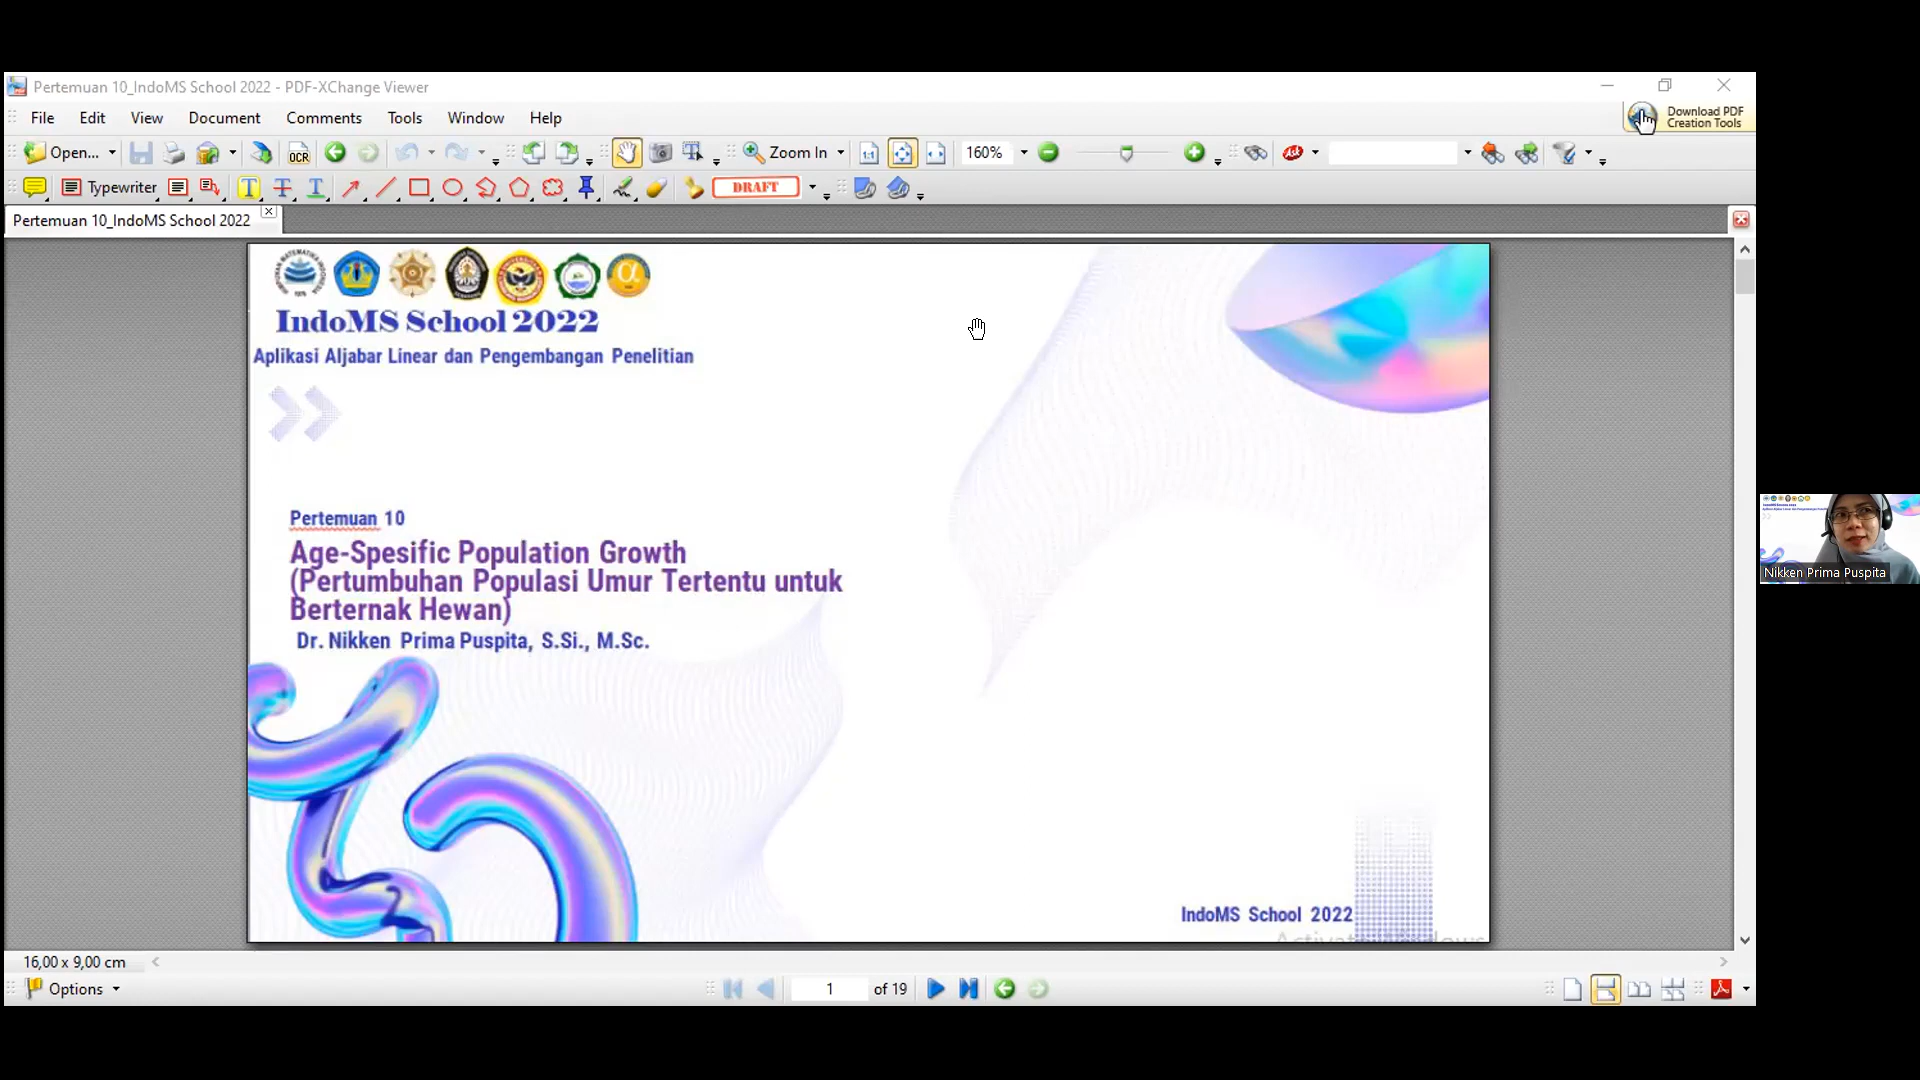 Pertemuan 10_IndoMS School 2022 - PDF-XChange Viewer
File Edit View Document Comments Tools Window Help
Download PDF
Creation Tools
Open... OCR Zoom In 160%
Typewriter DRAFT
Pertemuan 10_IndoMS School 2022
IndoMS School 2022
Aplikasi Aljabar Linear dan Pengembangan Penelitian
Pertemuan 10
Age-Spesific Population Growth
(Pertumbuhan Populasi Umur Tertentu untuk
Berternak Hewan)
Dr. Nikken Prima Puspita, S.Si., M.Sc.
Nikken Prima Puspita
IndoMS School 2022
16,00 x 9,00 cm
Options 1 of 19